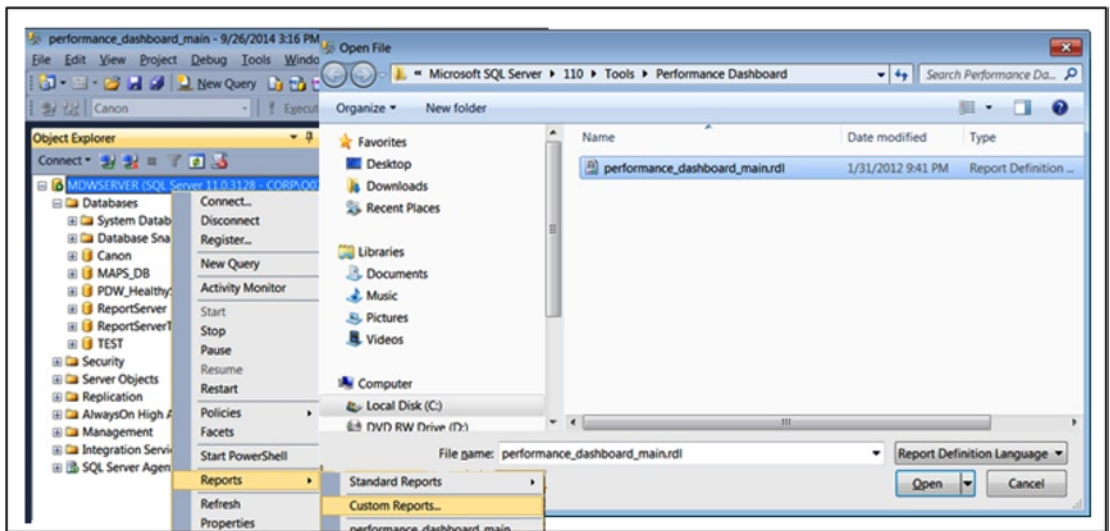 performance_dashboard_main - 9/26/2014 3:16 PM
File Edit View Project Debug Tools Windo
New Query
Canon
Execut
Object Explorer
Connect
MDWSERVER (SQL Server 11.0.3128 - CORP\
Databases
System Datab
Database Sna
Canon
MAPS_DB
PDW_Healthy
ReportServer
ReportServerT
TEST
Security
Server Objects
Replication
AlwaysOn High A
Management
Integration Servi
SQL Server Agen
Connect...
Disconnect
Register...
New Query
Activity Monitor
Start
Stop
Pause
Resume
Restart
Policies
Facets
Start PowerShell
Reports
Refresh
Properties
Standard Reports
Custom Reports...
performance_dashboard_main
Open File
« Microsoft SQL Server 110 Tools Performance Dashboard
Search Performance Da...
Organize New folder
Favorites
Desktop
Downloads
Recent Places
Libraries
Documents
Music
Pictures
Videos
Computer
Local Disk (C:)
DVD RW Drive (D:)
Name Date modified Type
performance_dashboard_main.rdl 1/31/2012 9:41 PM Report Definition ...
File name: performance_dashboard_main.rdl Report Definition Language
Open Cancel